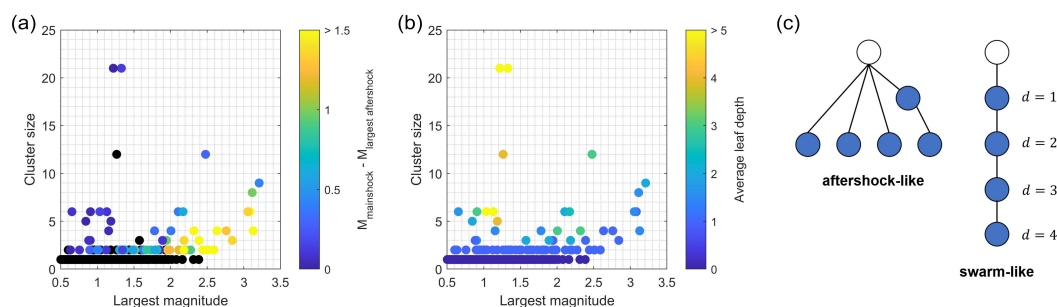 (a)
25
20
15
10
5
0
Cluster size
0.5 1 1.5 2 2.5 3 3.5
Largest magnitude
> 1.5
1
0.5
0
M mainshock - M largest aftershock
(b)
25
20
15
10
5
0
Cluster size
0.5 1 1.5 2 2.5 3 3.5
Largest magnitude
> 5
4
3
2
1
0
Average leaf depth
(c)
aftershock-like
d = 1
d = 2
d = 3
d = 4
swarm-like